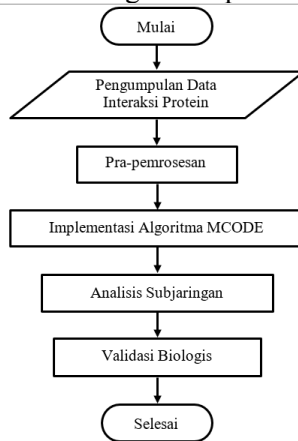 Mulai
Pengumpulan Data
Interaksi Protein
Pra-pemrosesan
Implementasi Algoritma MCODE
Analisis Subjaringan
Validasi Biologis
Selesai